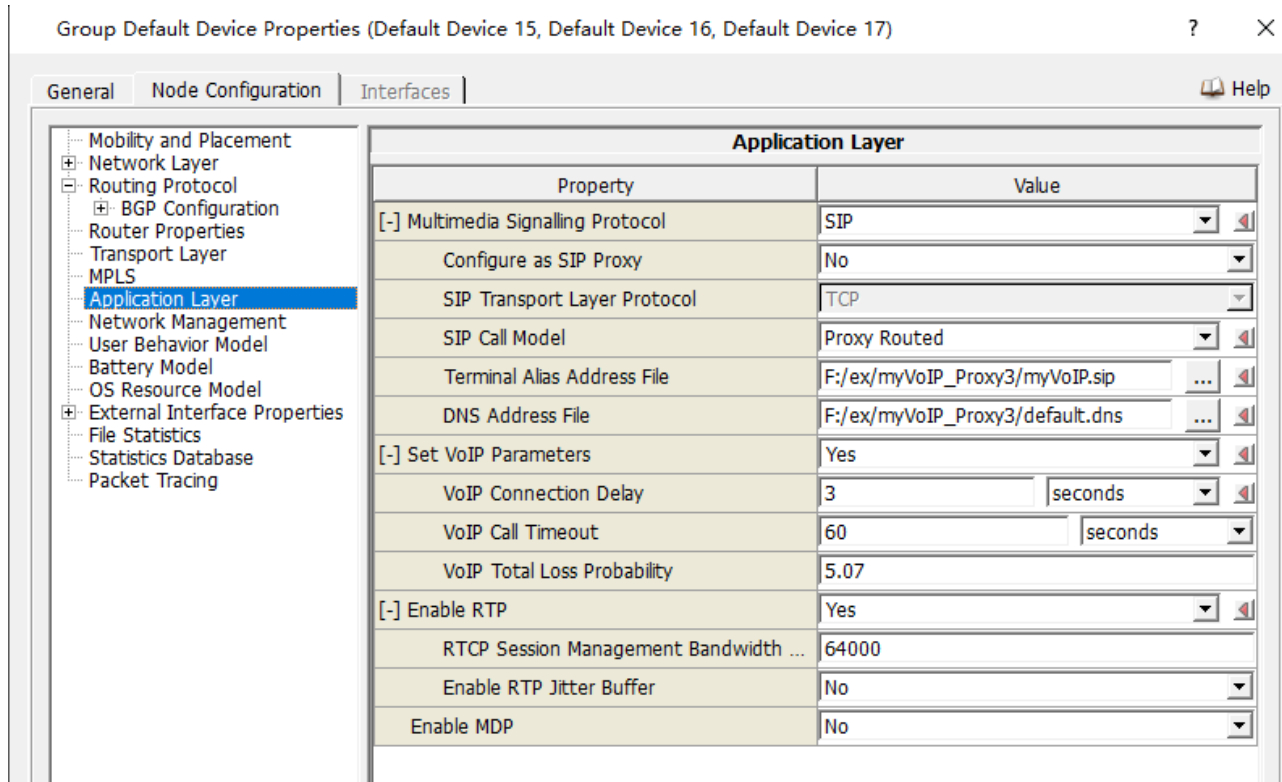 Group Default Device Properties (Default Device 15, Default Device 16, Default Device 17) ? ×
General Node Configuration Interfaces Help
Mobility and Placement
Network Layer
Routing Protocol
BGP Configuration
Router Properties
Transport Layer
MPLS
Application Layer
Network Management
User Behavior Model
Battery Model
OS Resource Model
External Interface Properties
File Statistics
Statistics Database
Packet Tracing
Application Layer
Property Value
[-] Multimedia Signalling Protocol SIP
Configure as SIP Proxy No
SIP Transport Layer Protocol TCP
SIP Call Model Proxy Routed
Terminal Alias Address File F:/ex/myVoIP_Proxy3/myVoIP.sip ...
DNS Address File F:/ex/myVoIP_Proxy3/default.dns ...
[-] Set VoIP Parameters Yes
VoIP Connection Delay 3 seconds
VoIP Call Timeout 60 seconds
VoIP Total Loss Probability 5.07
[-] Enable RTP Yes
RTCP Session Management Bandwidth ... 64000
Enable RTP Jitter Buffer No
Enable MDP No